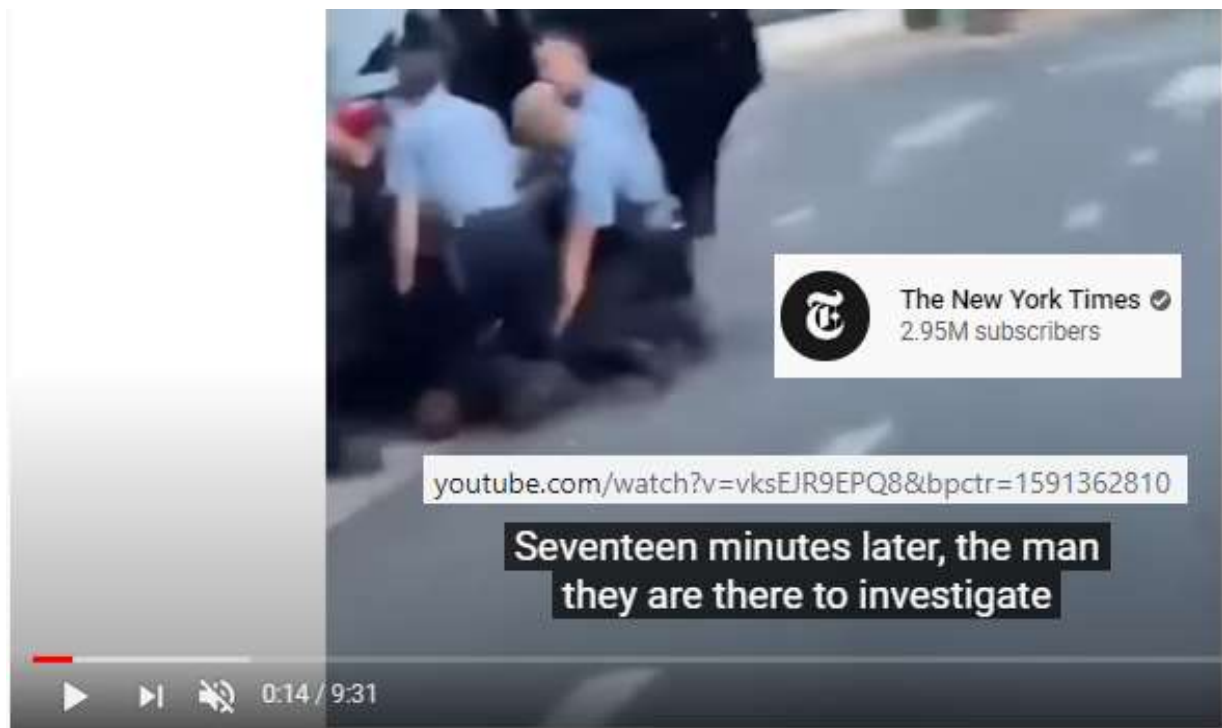 The New York Times
2.95M subscribers
youtube.com/watch?v=vksEJR9EPQ8&bpctr=1591362810
Seventeen minutes later, the man
they are there to investigate
0:14 / 9:31